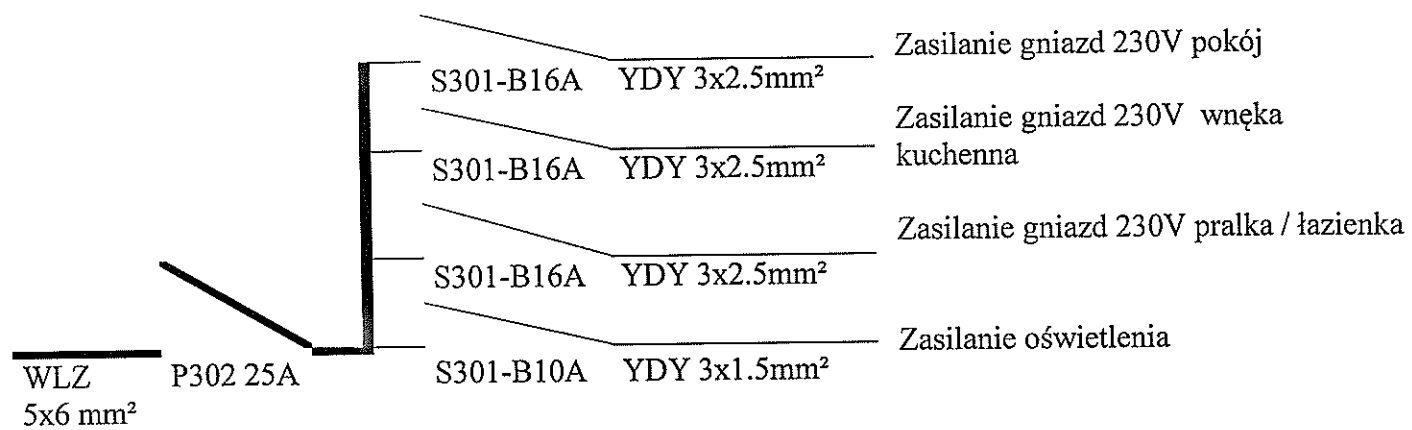 Zasilanie gniazd 230V pokój
S301-B16A YDY 3x2.5mm²
Zasilanie gniazd 230V wnęka
kuchenna
S301-B16A YDY 3x2.5mm²
Zasilanie gniazd 230V pralka / łazienka
S301-B16A YDY 3x2.5mm²
Zasilanie oświetlenia
WLZ P302 25A S301-B10A YDY 3x1.5mm²
5x6 mm²